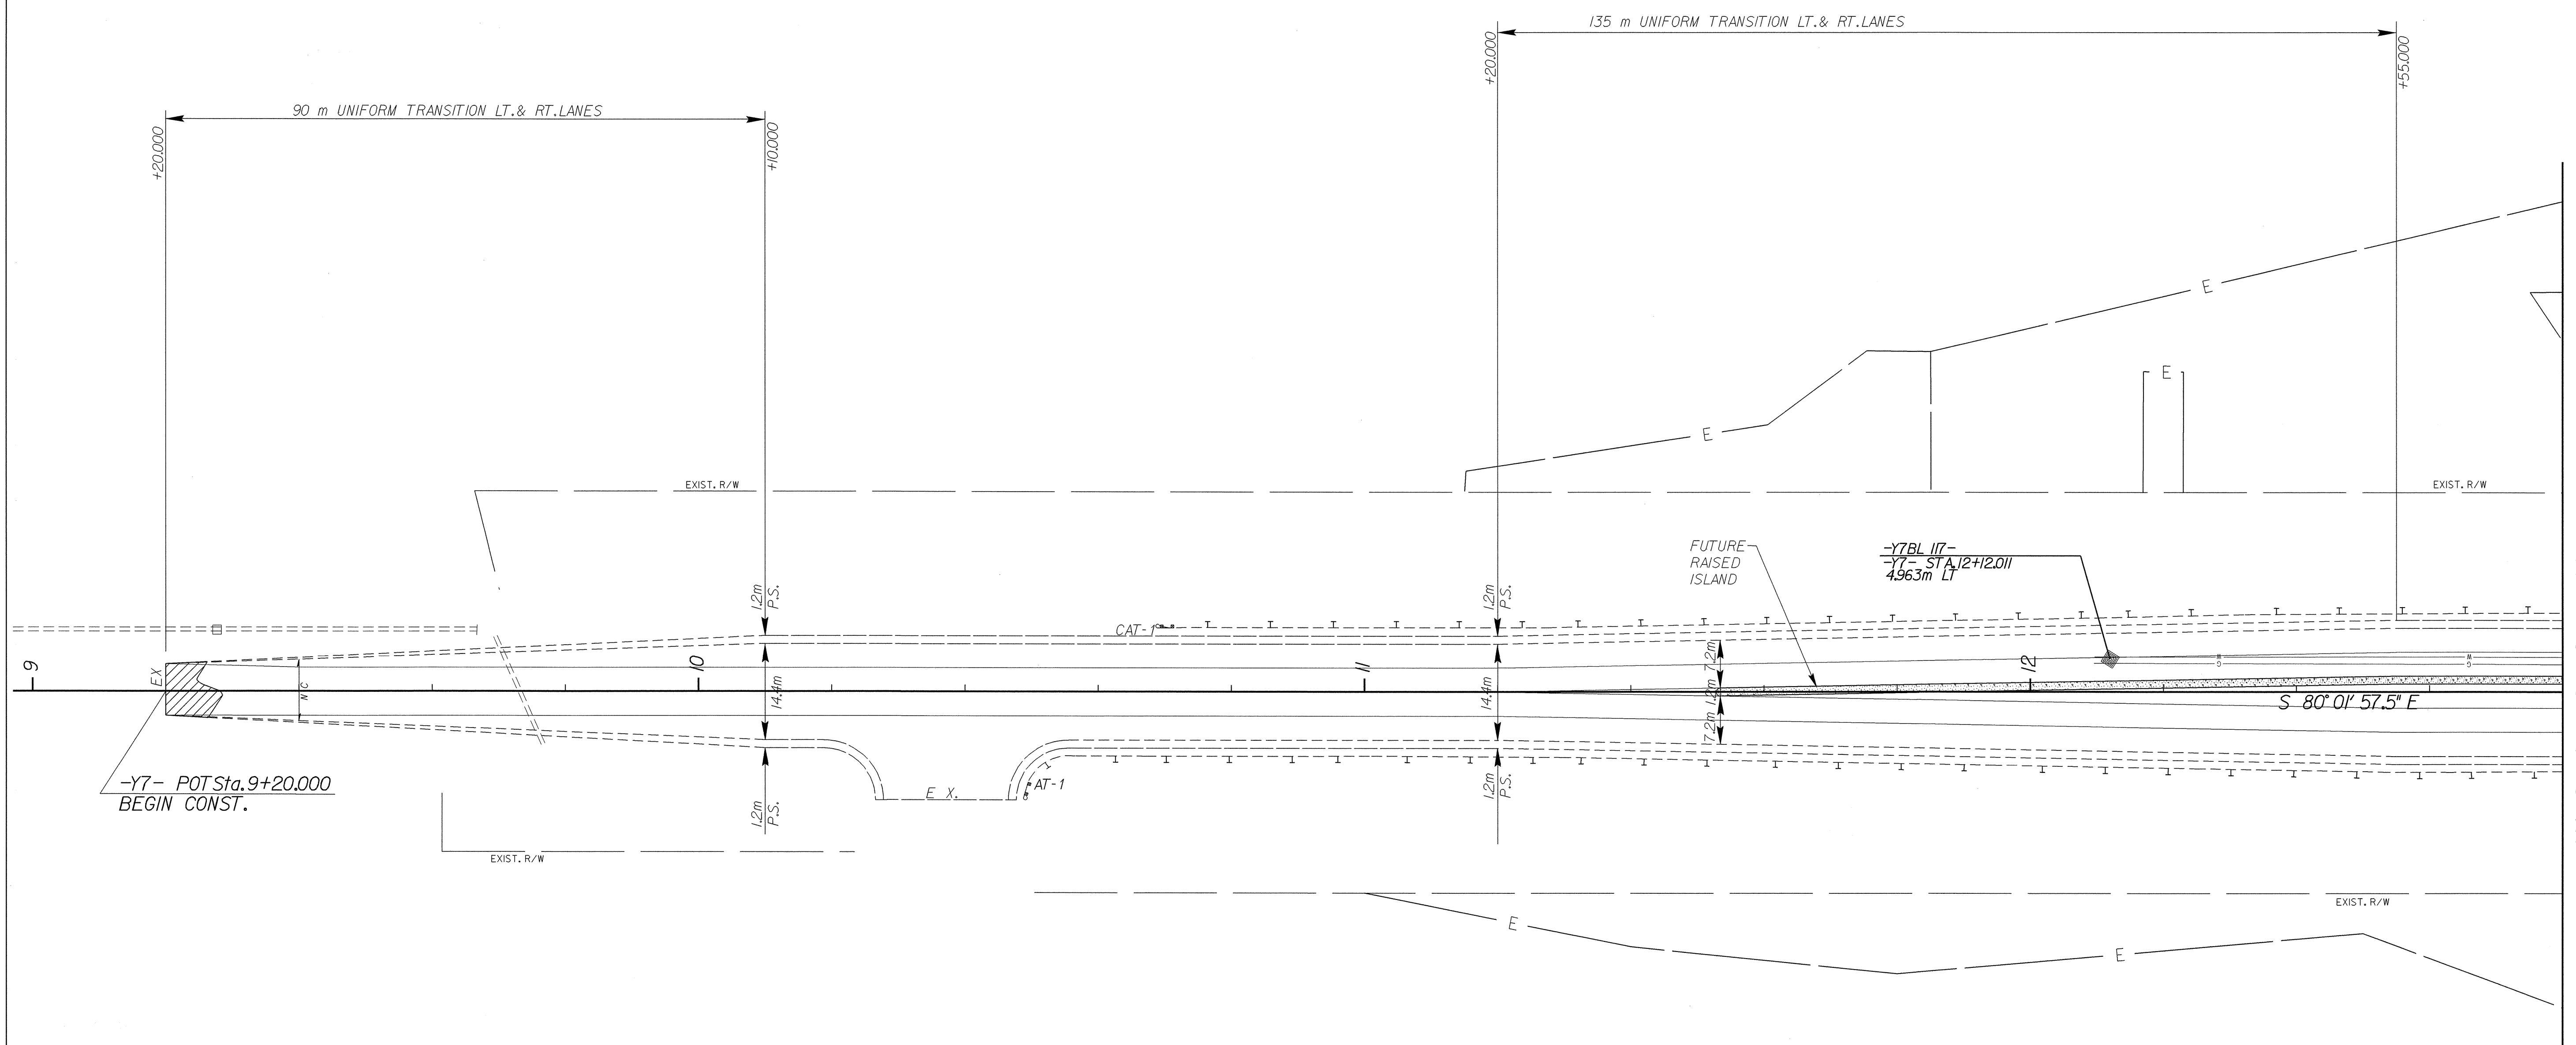 135 m UNIFORM TRANSITION LT.& RT.LANES
+20.000
+55.000
90 m UNIFORM TRANSITION LT.& RT.LANES
+20.000
+10.000
E
E
E
EXIST. R/W
EXIST. R/W
FUTURE
RAISED
ISLAND
-Y7BL 117-
-Y7- STA.12+12.011
4.963m LT
1.2m
P.S.
1.2m
P.S.
CAT-1
9
EX
N C
10
14.4m
11
14.4m
7.2m
1.2m
7.2m
12
W
G
W
G
S 80° 01' 57.5" E
-Y7- POT Sta. 9+20.000
BEGIN CONST.
E X.
AT-1
1.2m
P.S.
1.2m
P.S.
EXIST. R/W
EXIST. R/W
E
E